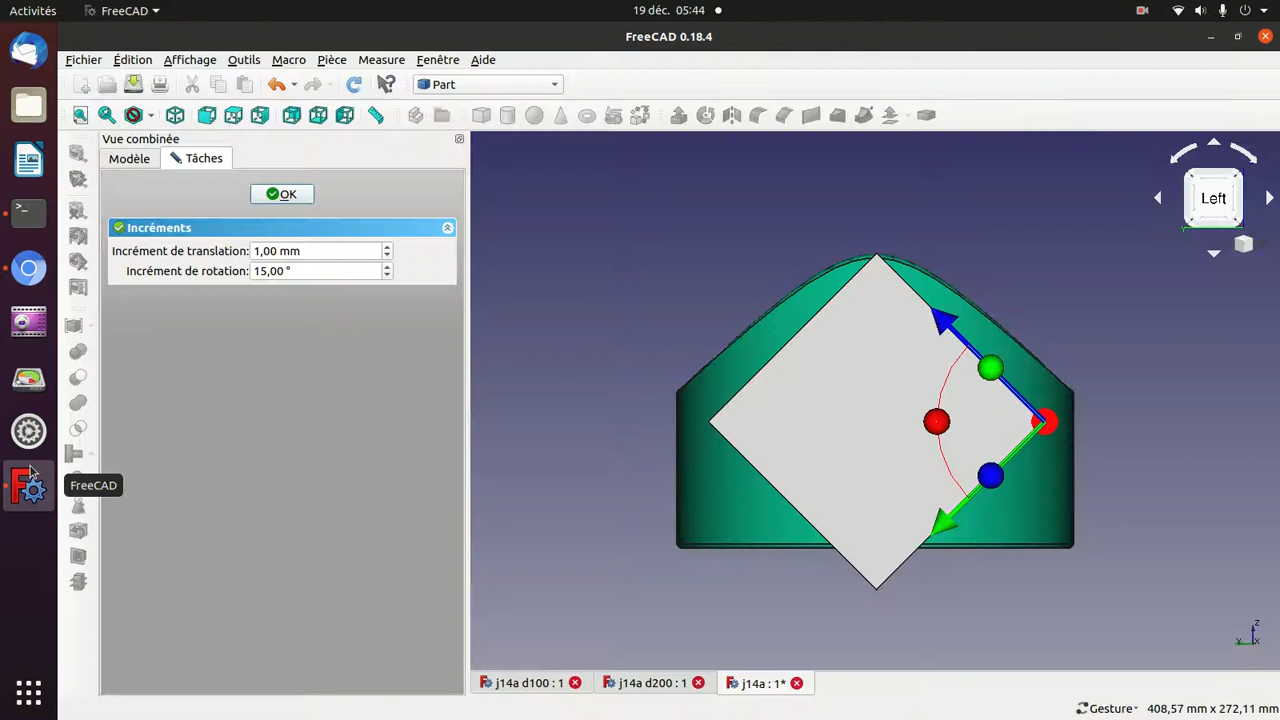 Activités
FreeCAD
19 déc. 05:44
FreeCAD 0.18.4
Fichier Édition Affichage Outils Macro Pièce Mesure Fenêtre Aide
Part
Vue combinée
Modèle Tâches
OK
Incréments
Incrément de translation: 1,00 mm
Incrément de rotation: 15,00 °
FreeCAD
Left
z
x
j14a d100 : 1
j14a d200 : 1
j14a : 1*
Gesture
408,57 mm x 272,11 mm